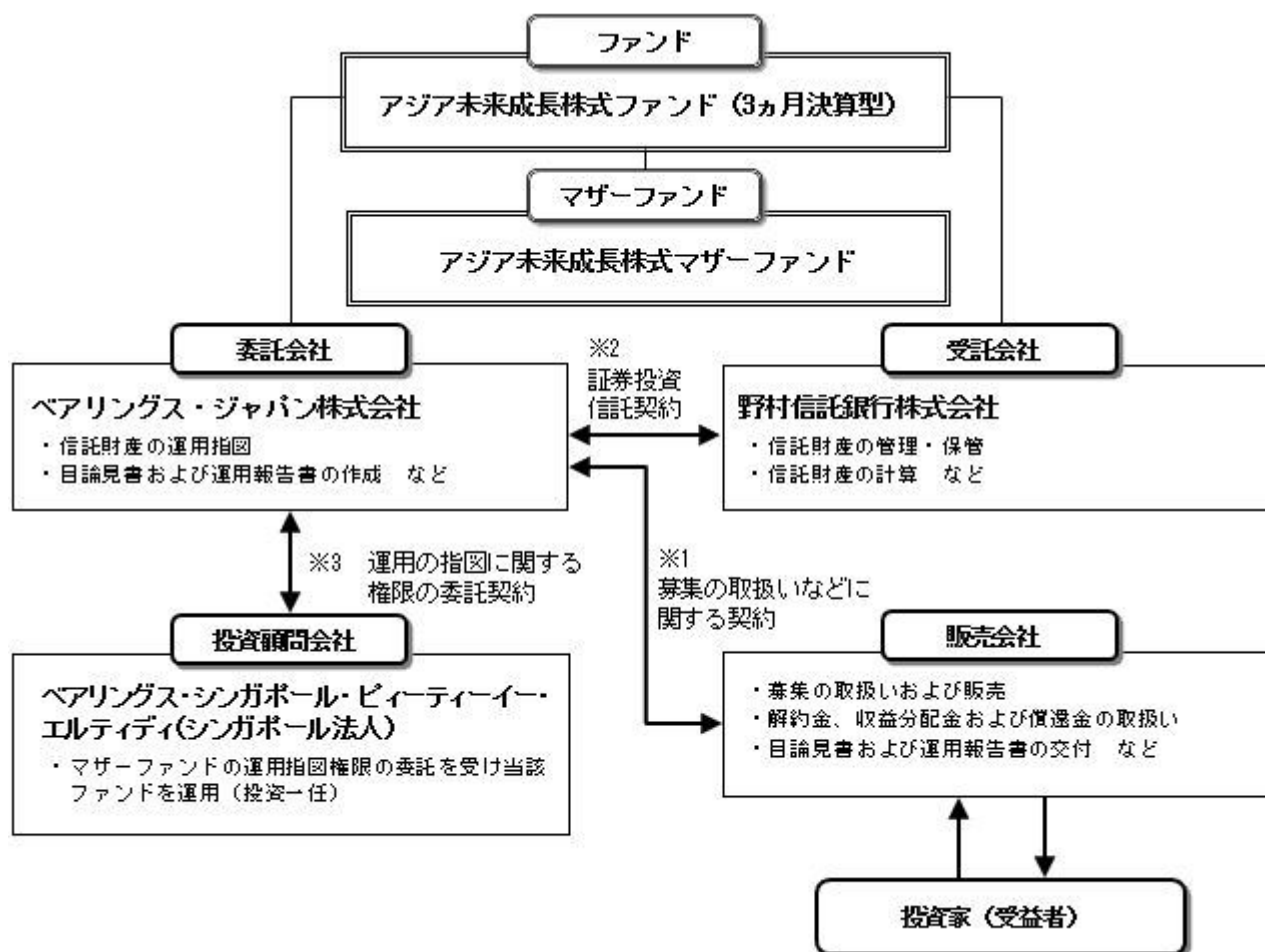 ファンド
アジア未来成長株式ファンド（3ヵ月決算型）
マザーファンド
アジア未来成長株式マザーファンド
委託会社
ベアリングス・ジャパン株式会社
・信託財産の運用指図
・目論見書および運用報告書の作成　など
※2
証券投資
信託契約
受託会社
野村信託銀行株式会社
・信託財産の管理・保管
・信託財産の計算　など
※3　運用の指図に関する
権限の委託契約
※1
募集の取扱いなどに
関する契約
投資顧問会社
ベアリングス・シンガポール・ピィーティーイー・
エルティディ(シンガポール法人)
・マザーファンドの運用指図権限の委託を受け当該
ファンドを運用（投資一任）
販売会社
・募集の取扱いおよび販売
・解約金、収益分配金および償還金の取扱い
・目論見書および運用報告書の交付　など
投資家（受益者）